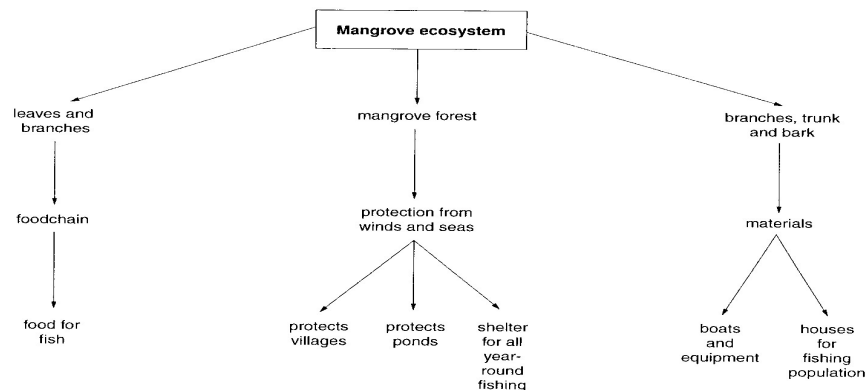 Mangrove ecosystem
leaves and
branches
mangrove forest
branches, trunk
and bark
foodchain
protection from
winds and seas
materials
food for
fish
protects
villages
protects
ponds
shelter
for all
year-
round
fishing
boats
and
equipment
houses
for
fishing
population